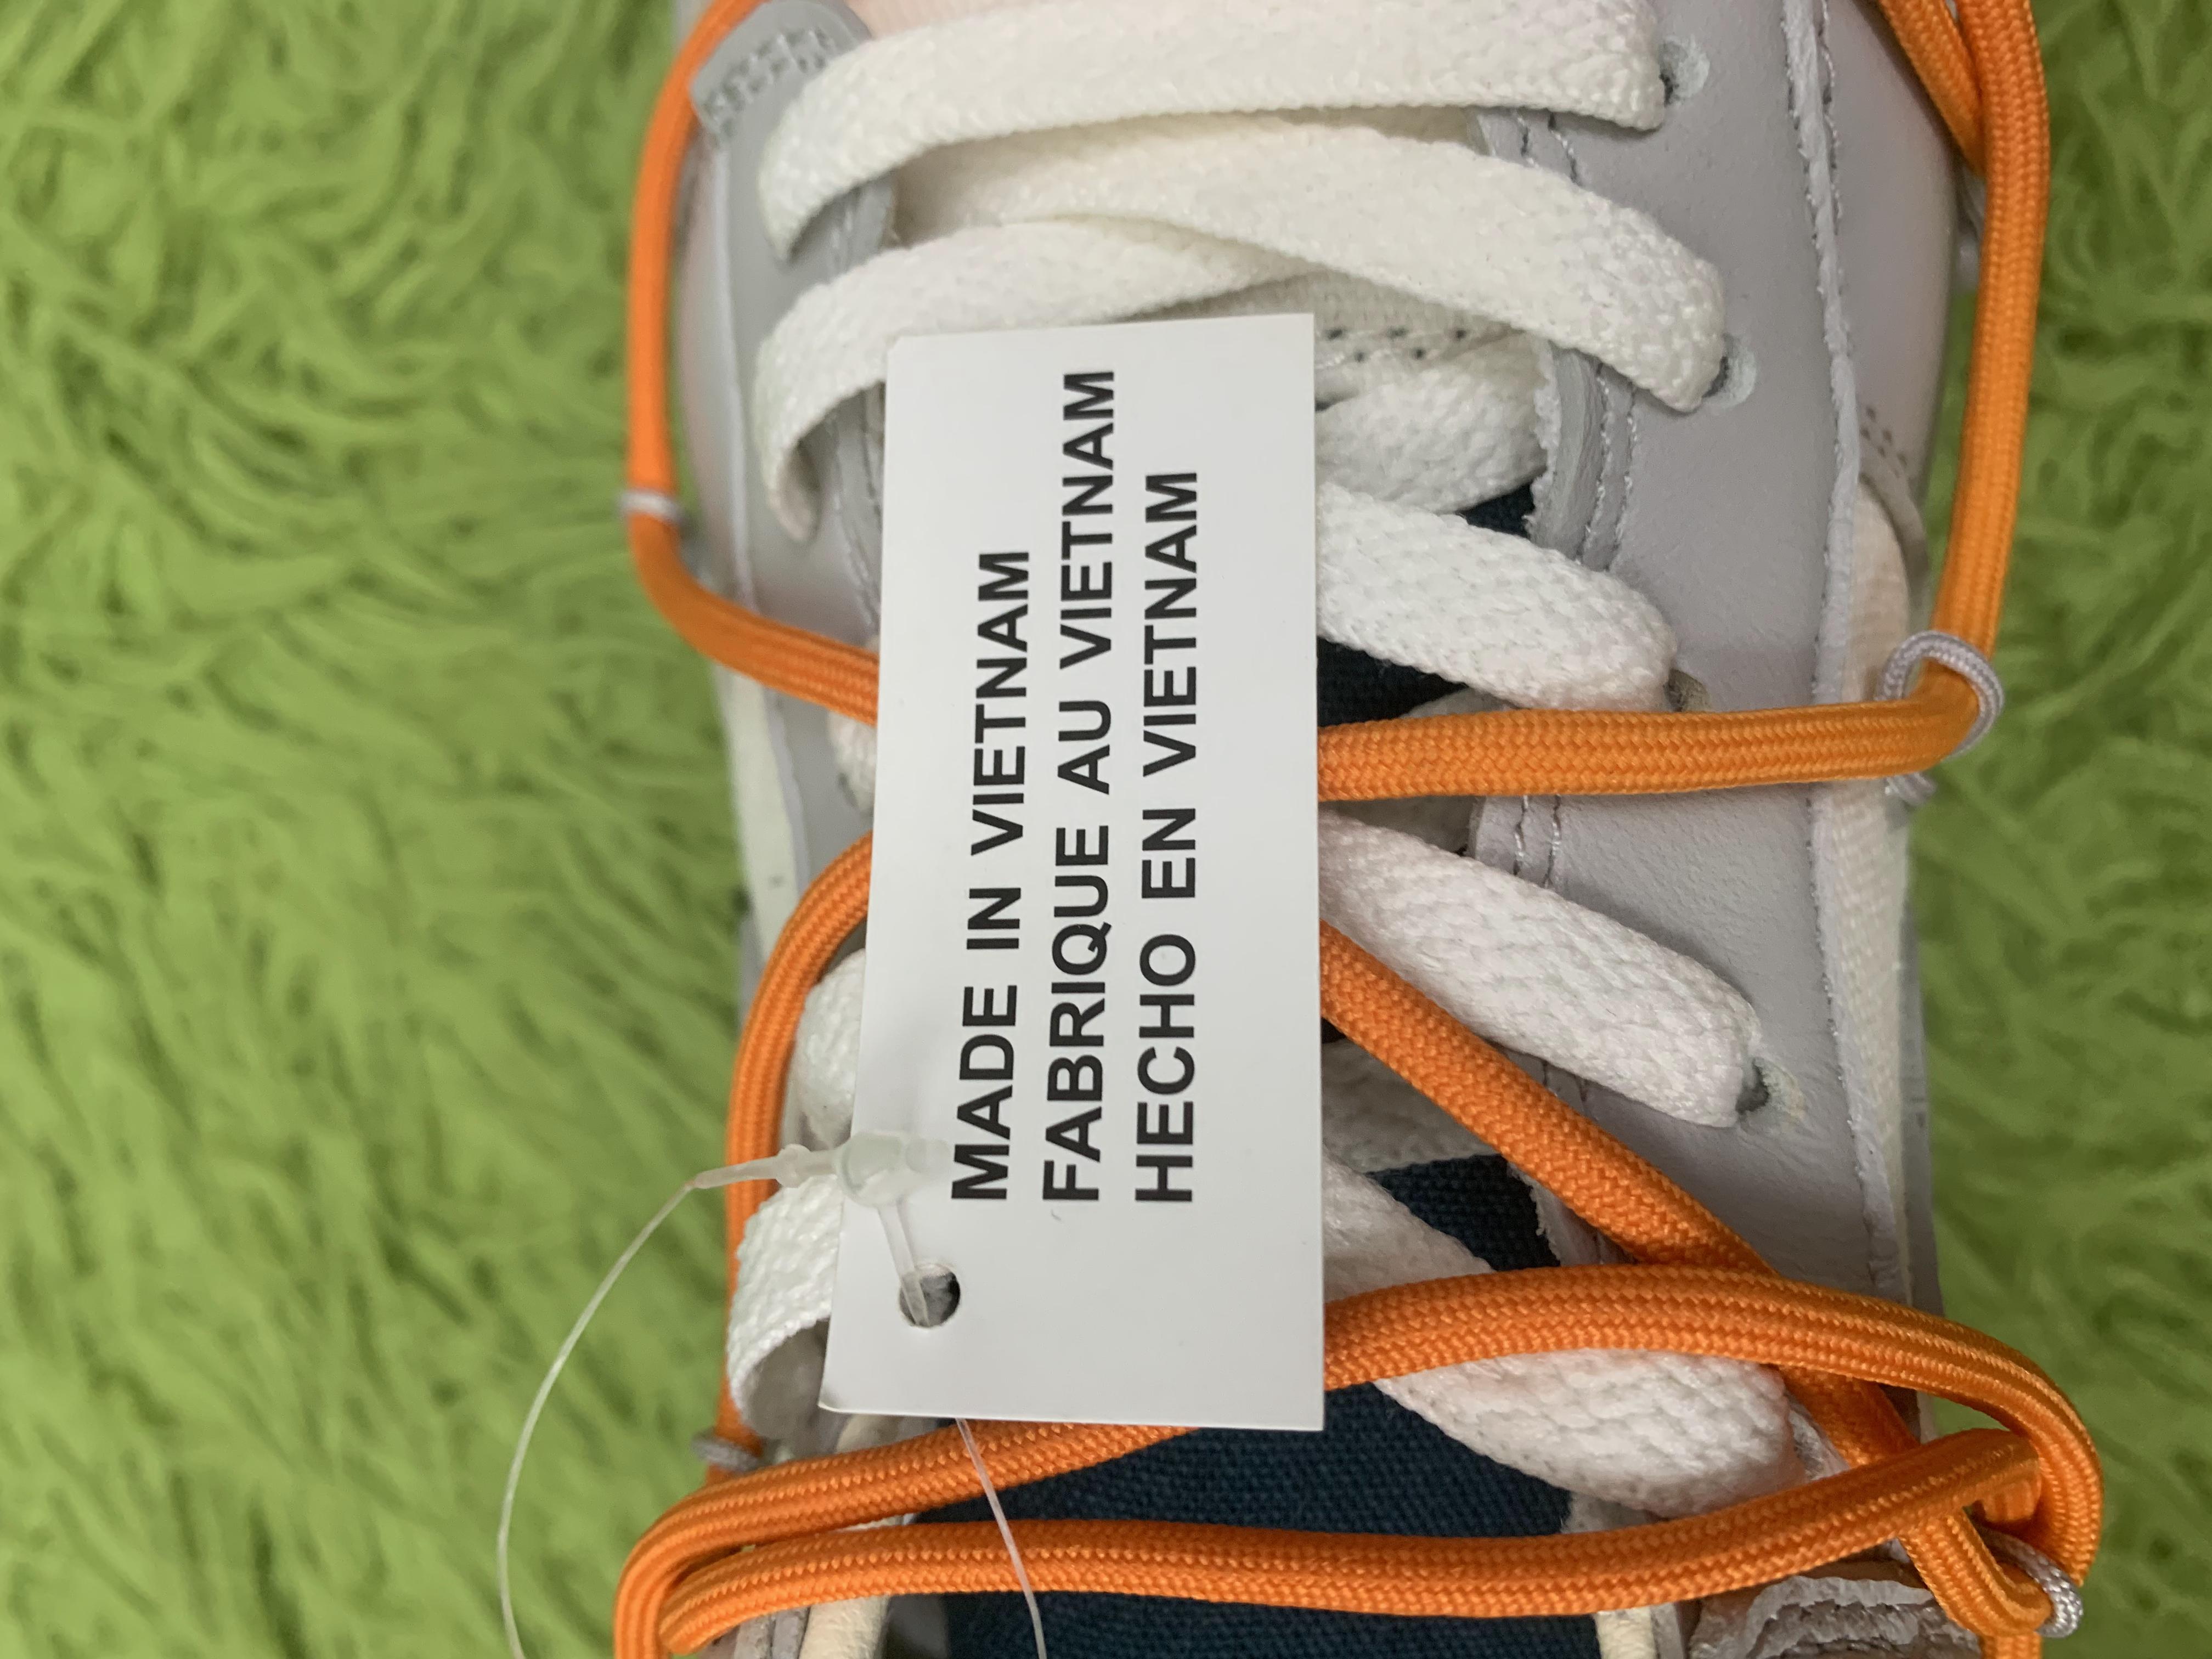 MADE IN VIETNAM
FABRIQUE AU VIETNAM
HECHO EN VIETNAM